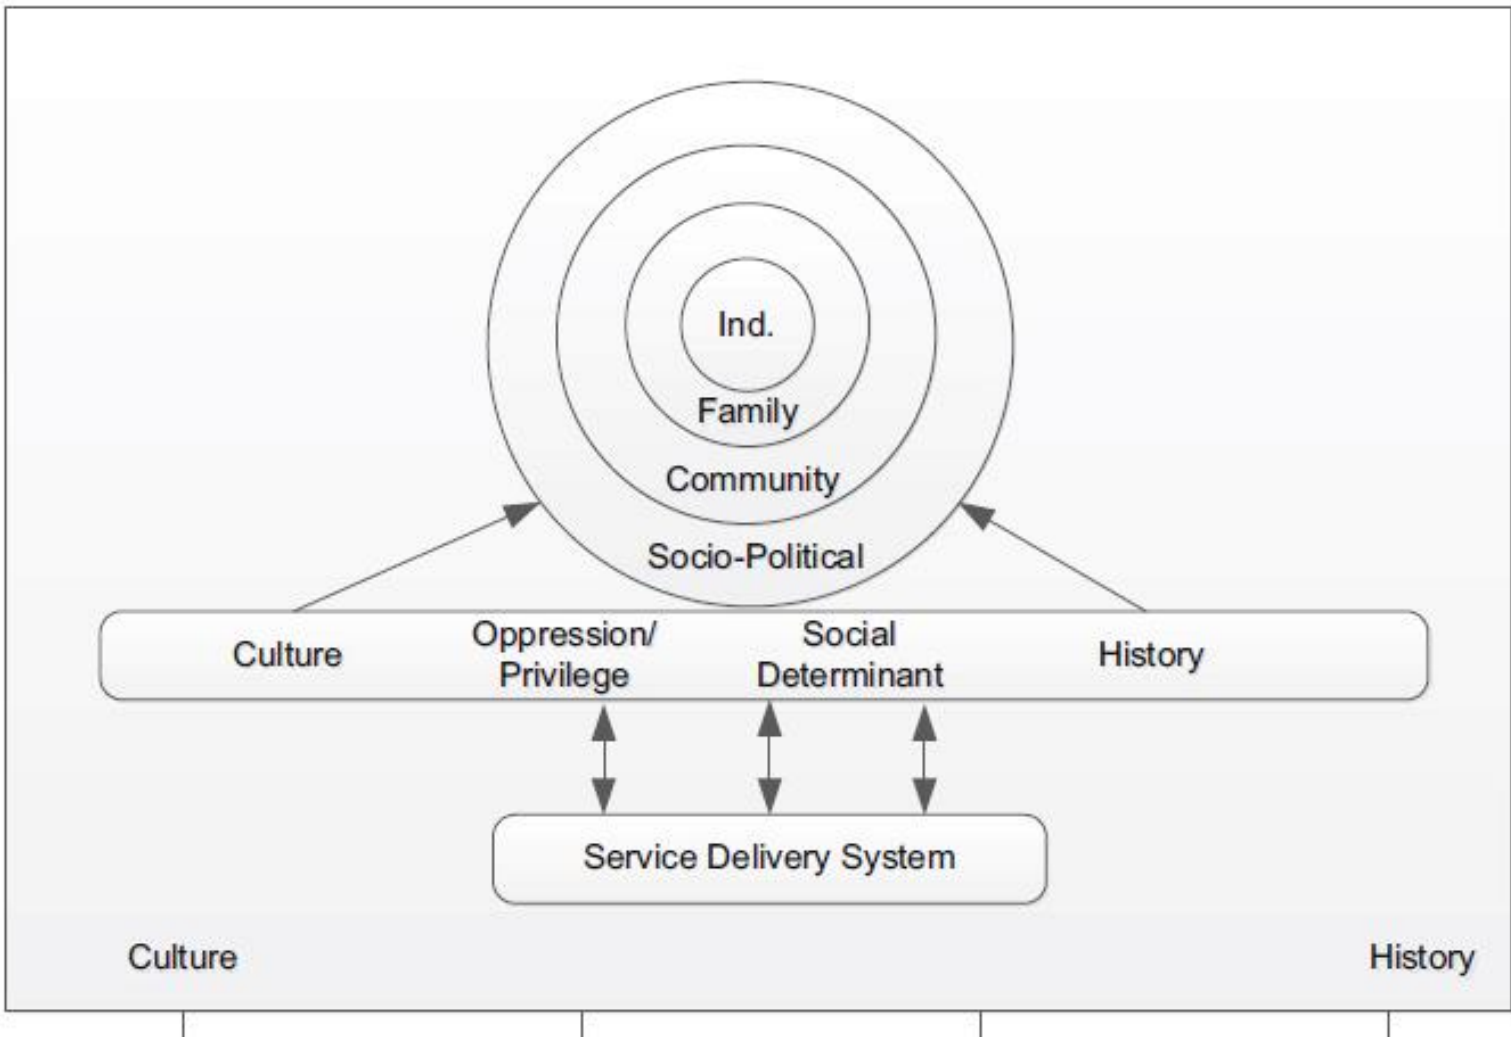 Ind.
Family
Community
Socio-Political
Culture
Oppression/
Privilege
Social
Determinant
History
Service Delivery System
Culture
History